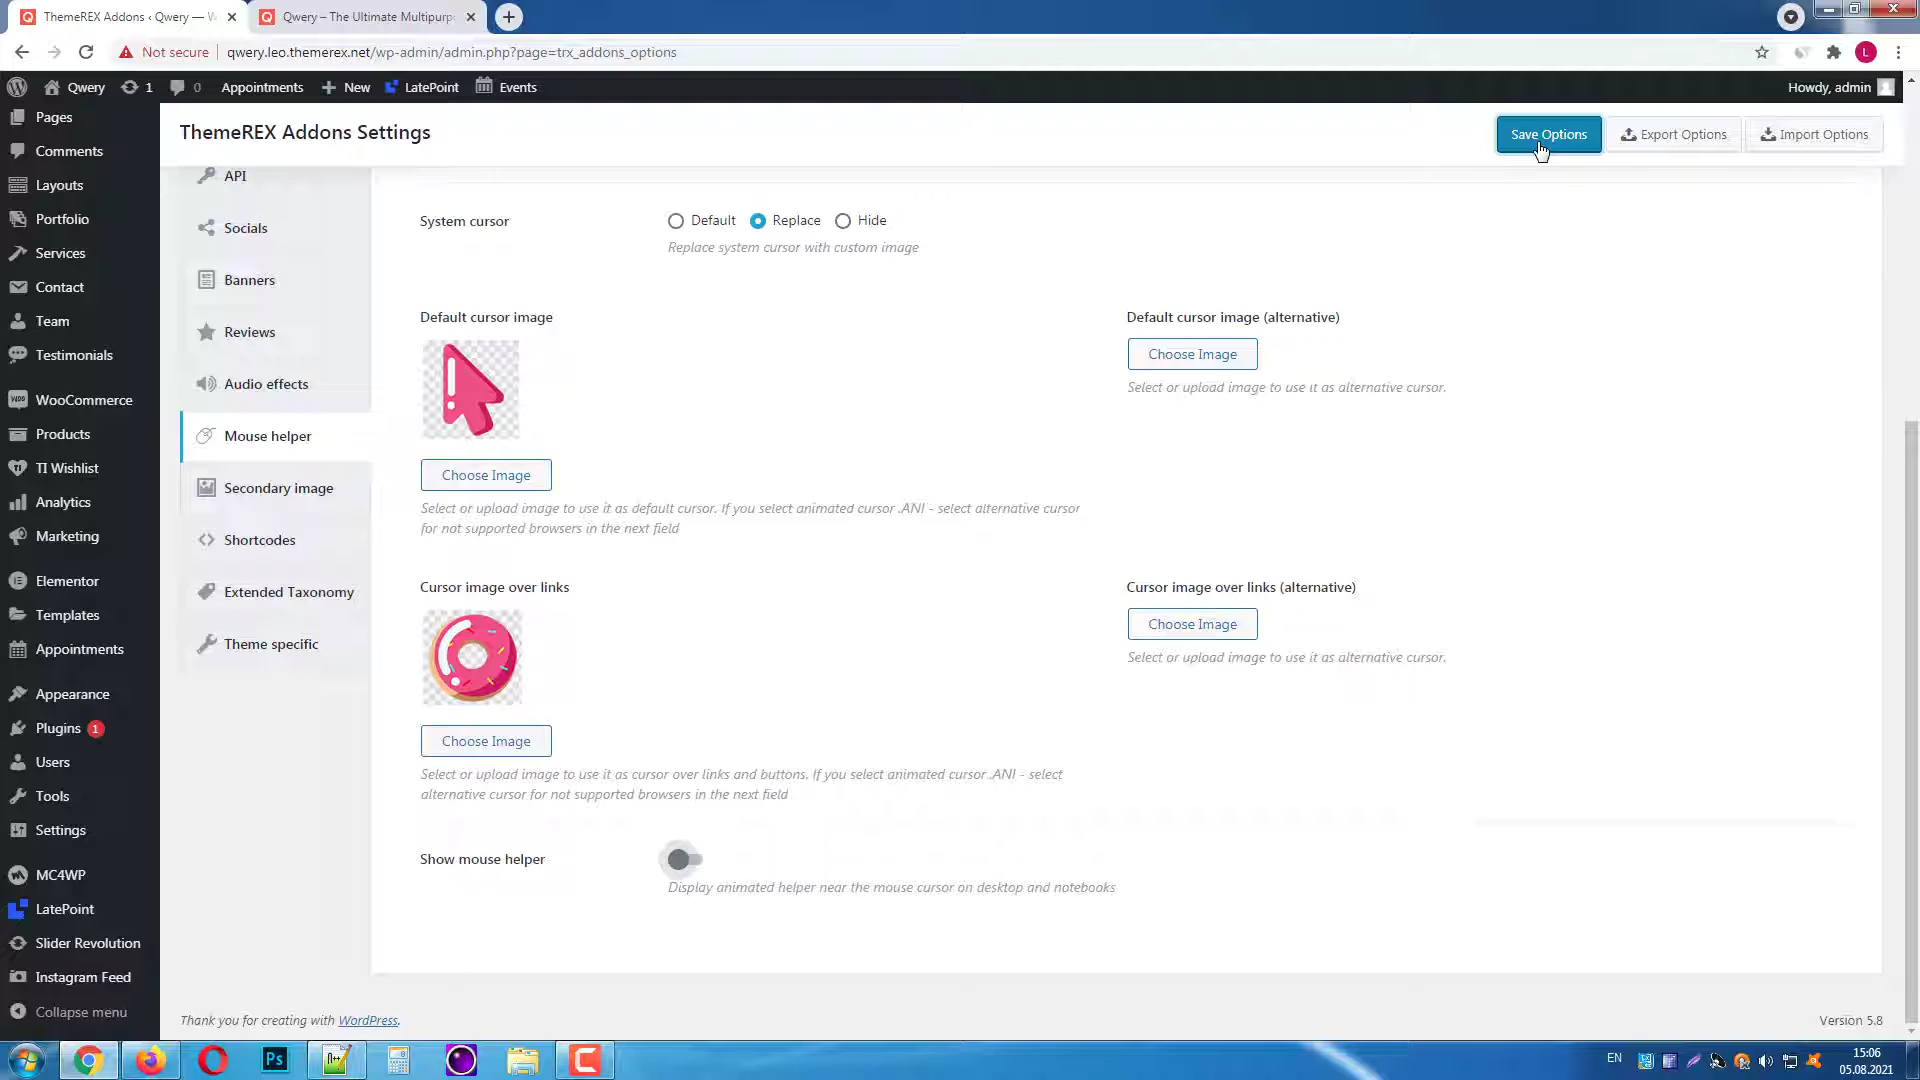 ThemeREX Addons ‹ Qwery — W
Qwery – The Ultimate Multipurpo
Not secure
qwery.leo.themerex.net/wp-admin/admin.php?page=trx_addons_options
L
Qwery
1
0
Appointments
New
LatePoint
Events
Howdy, admin
Pages
Comments
Layouts
Portfolio
Services
Contact
Team
Testimonials
WooCommerce
Products
TI Wishlist
Analytics
Marketing
Elementor
Templates
Appointments
Appearance
Plugins 1
Users
Tools
Settings
MC4WP
LatePoint
Slider Revolution
Instagram Feed
Collapse menu
ThemeREX Addons Settings
Save Options
Export Options
Import Options
API
Socials
Banners
Reviews
Audio effects
Mouse helper
Secondary image
Shortcodes
Extended Taxonomy
Theme specific
System cursor
Default
Replace
Hide
Replace system cursor with custom image
Default cursor image
Choose Image
Select or upload image to use it as default cursor. If you select animated cursor .ANI - select alternative cursor
for not supported browsers in the next field
Default cursor image (alternative)
Choose Image
Select or upload image to use it as alternative cursor.
Cursor image over links
Choose Image
Select or upload image to use it as cursor over links and buttons. If you select animated cursor .ANI - select
alternative cursor for not supported browsers in the next field
Cursor image over links (alternative)
Choose Image
Select or upload image to use it as alternative cursor.
Show mouse helper
Display animated helper near the mouse cursor on desktop and notebooks
Thank you for creating with WordPress.
Version 5.8
Ps
EN
15:06
05.08.2021